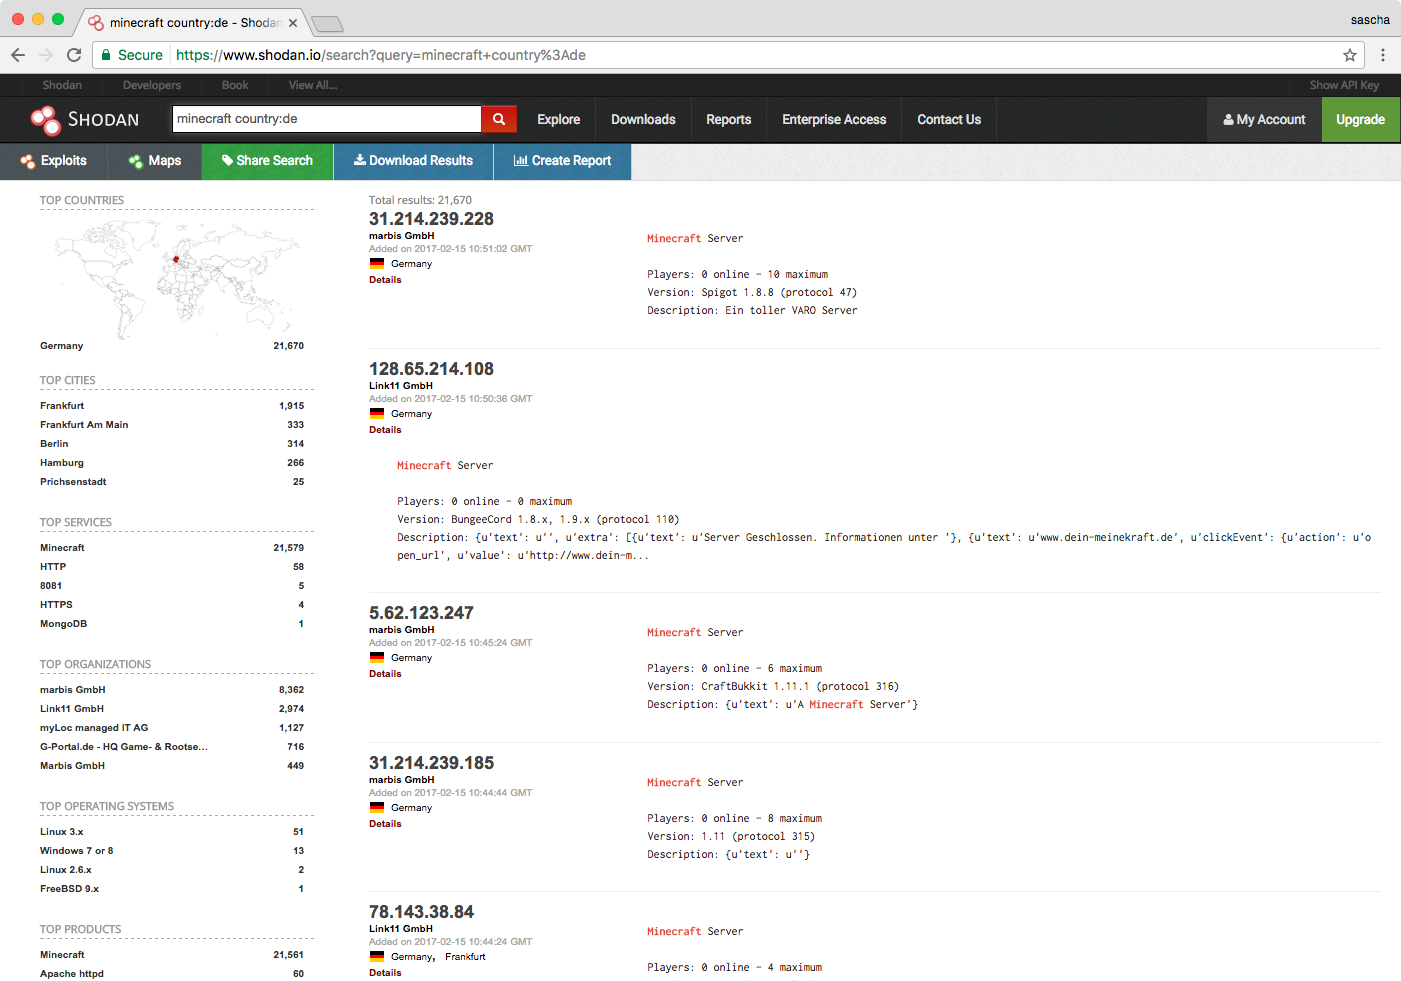 minecraft country:de - Shodan
sascha
Secure https://www.shodan.io/search?query=minecraft+country%3Ade
Shodan Developers Book View All... Show API Key
SHODAN minecraft country:de Explore Downloads Reports Enterprise Access Contact Us My Account Upgrade
Exploits Maps Share Search Download Results Create Report
TOP COUNTRIES
Germany 21,670
TOP CITIES
Frankfurt 1,915
Frankfurt Am Main 333
Berlin 314
Hamburg 266
Prichsenstadt 25
TOP SERVICES
Minecraft 21,579
HTTP 58
8081 5
HTTPS 4
MongoDB 1
TOP ORGANIZATIONS
marbis GmbH 8,362
Link11 GmbH 2,974
myLoc managed IT AG 1,127
G-Portal.de - HQ Game- & Rootse... 716
Marbis GmbH 449
TOP OPERATING SYSTEMS
Linux 3.x 51
Windows 7 or 8 13
Linux 2.6.x 2
FreeBSD 9.x 1
TOP PRODUCTS
Minecraft 21,561
Apache httpd 60
Total results: 21,670
31.214.239.228
marbis GmbH
Added on 2017-02-15 10:51:02 GMT
Germany
Details
Minecraft Server
Players: 0 online - 10 maximum
Version: Spigot 1.8.8 (protocol 47)
Description: Ein toller VARO Server
128.65.214.108
Link11 GmbH
Added on 2017-02-15 10:50:36 GMT
Germany
Details
Minecraft Server
Players: 0 online - 0 maximum
Version: BungeeCord 1.8.x, 1.9.x (protocol 110)
Description: {u'text': u'', u'extra': [{u'text': u'Server Geschlossen. Informationen unter '}, {u'text': u'www.dein-meinekraft.de', u'clickEvent': {u'action': u'o
pen_url', u'value': u'http://www.dein-m...
5.62.123.247
marbis GmbH
Added on 2017-02-15 10:45:24 GMT
Germany
Details
Minecraft Server
Players: 0 online - 6 maximum
Version: CraftBukkit 1.11.1 (protocol 316)
Description: {u'text': u'A Minecraft Server'}
31.214.239.185
marbis GmbH
Added on 2017-02-15 10:44:44 GMT
Germany
Details
Minecraft Server
Players: 0 online - 8 maximum
Version: 1.11 (protocol 315)
Description: {u'text': u''}
78.143.38.84
Link11 GmbH
Added on 2017-02-15 10:44:24 GMT
Germany, Frankfurt
Details
Minecraft Server
Players: 0 online - 4 maximum